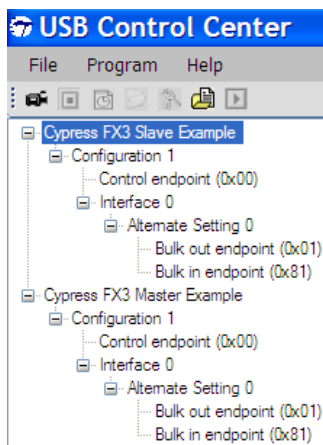 USB Control Center
File Program Help
Cypress FX3 Slave Example
Configuration 1
Control endpoint (0x00)
Interface 0
Alternate Setting 0
Bulk out endpoint (0x01)
Bulk in endpoint (0x81)
Cypress FX3 Master Example
Configuration 1
Control endpoint (0x00)
Interface 0
Alternate Setting 0
Bulk out endpoint (0x01)
Bulk in endpoint (0x81)